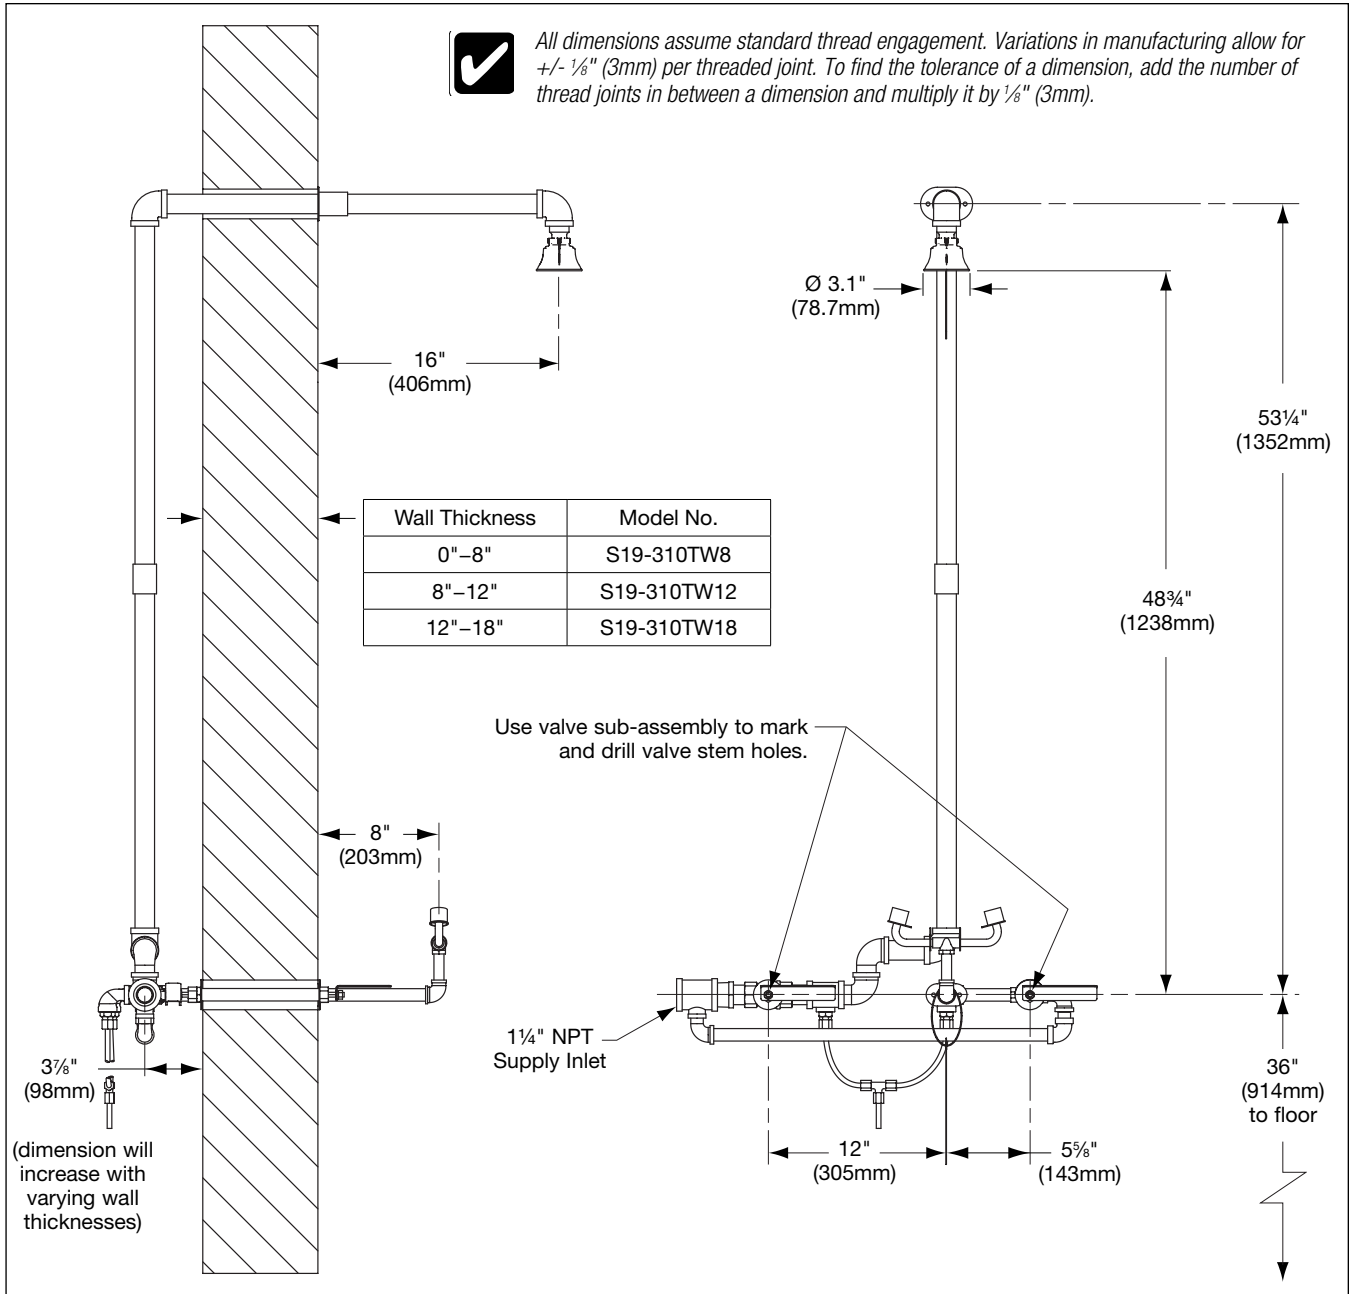 All dimensions assume standard thread engagement. Variations in manufacturing allow for
+/- ⅛" (3mm) per threaded joint. To find the tolerance of a dimension, add the number of
thread joints in between a dimension and multiply it by ⅛" (3mm).
Ø 3.1"
(78.7mm)
16"
(406mm)
53¼"
(1352mm)
Wall Thickness Model No.
0"–8" S19-310TW8
8"–12" S19-310TW12
12"–18" S19-310TW18
48¾"
(1238mm)
Use valve sub-assembly to mark
and drill valve stem holes.
8"
(203mm)
1¼" NPT
Supply Inlet
3⅞"
(98mm)
(dimension will
increase with
varying wall
thicknesses)
36"
(914mm)
to floor
12"
(305mm)
5⅝"
(143mm)